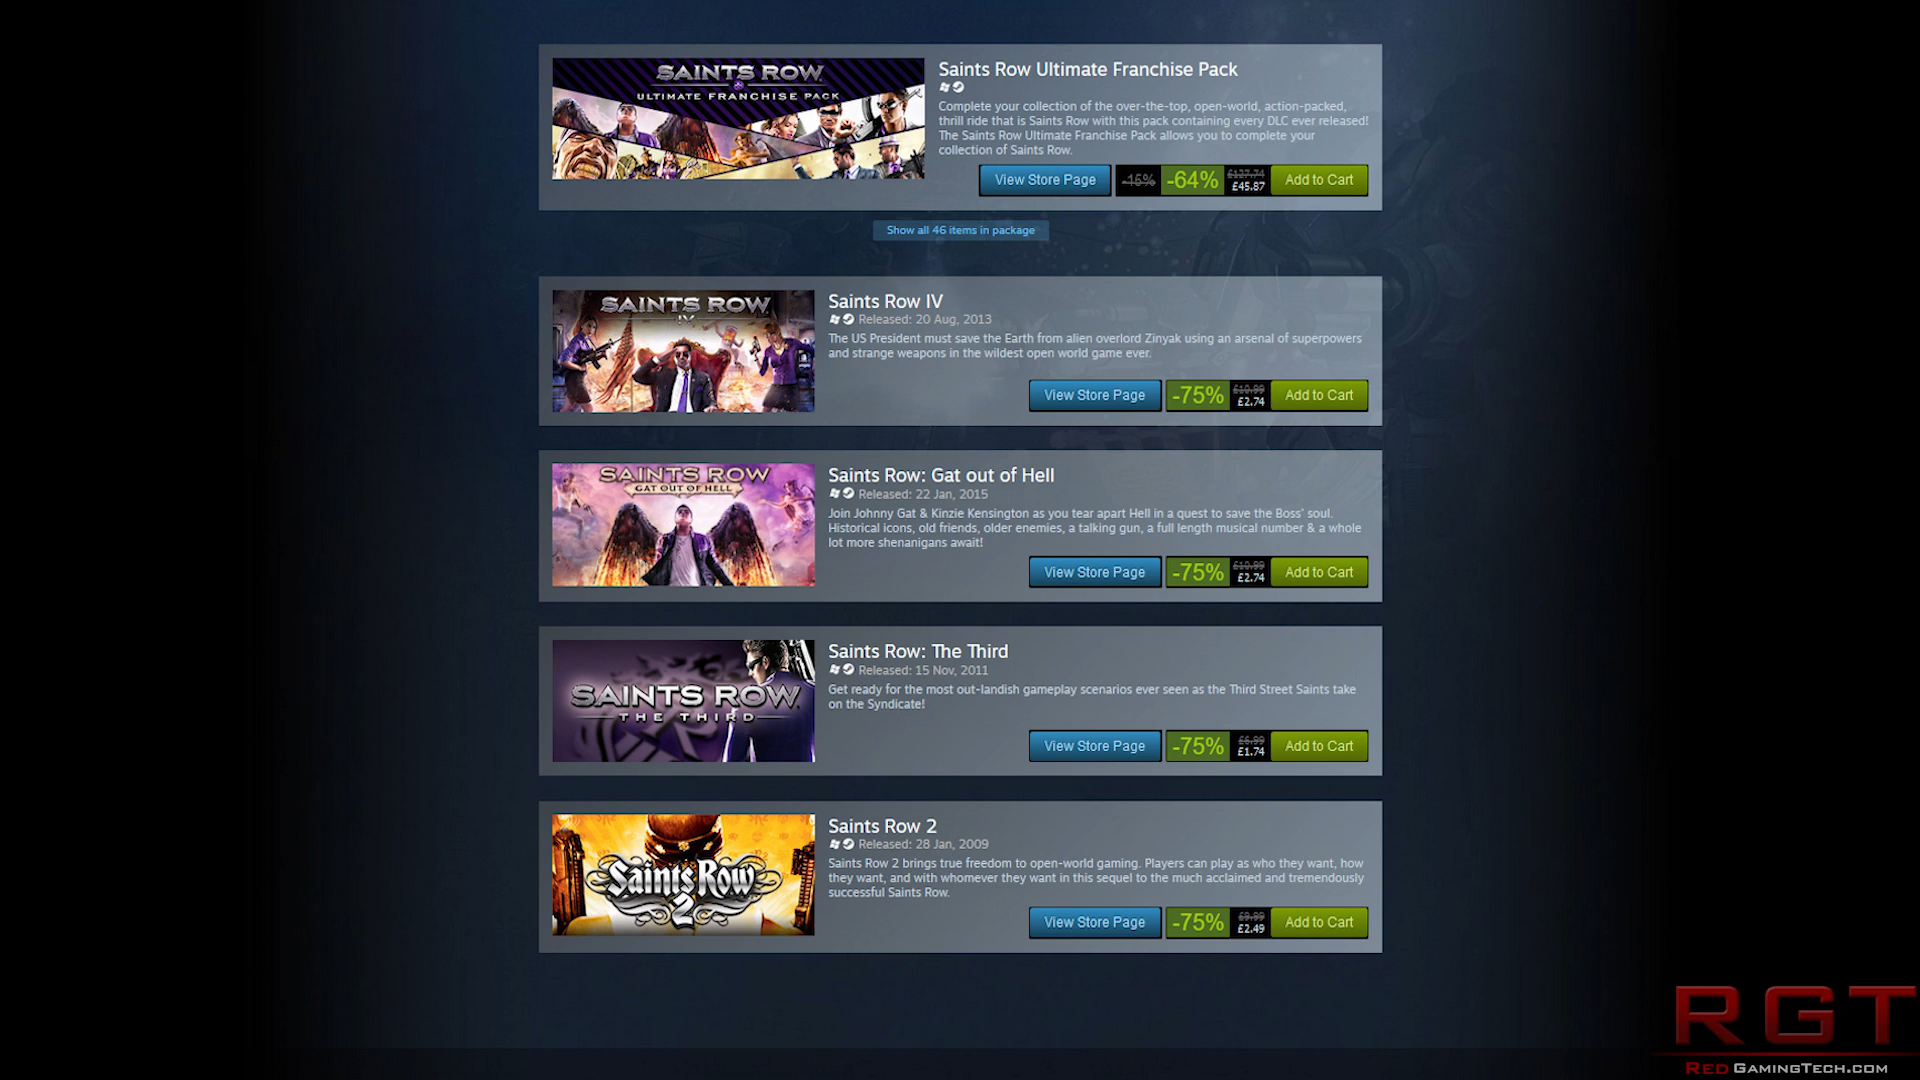 SAINTS ROW
ULTIMATE FRANCHISE PACK
Saints Row Ultimate Franchise Pack
Complete your collection of the over-the-top, open-world, action-packed,
thrill ride that is Saints Row with this pack containing every DLC ever released!
The Saints Row Ultimate Franchise Pack allows you to complete your
collection of Saints Row.
View Store Page -15% -64% £127.74 £45.87 Add to Cart
Show all 46 items in package
SAINTS ROW
IV
Saints Row IV
Released: 20 Aug, 2013
The US President must save the Earth from alien overlord Zinyak using an arsenal of superpowers
and strange weapons in the wildest open world game ever.
View Store Page -75% £10.99 £2.74 Add to Cart
SAINTS ROW
GAT OUT OF HELL
Saints Row: Gat out of Hell
Released: 22 Jan, 2015
Join Johnny Gat & Kinzie Kensington as you tear apart Hell in a quest to save the Boss' soul.
Historical icons, old friends, older enemies, a talking gun, a full length musical number & a whole
lot more shenanigans await!
View Store Page -75% £10.99 £2.74 Add to Cart
SAINTS ROW
THE THIRD
Saints Row: The Third
Released: 15 Nov, 2011
Get ready for the most out-landish gameplay scenarios ever seen as the Third Street Saints take
on the Syndicate!
View Store Page -75% £6.99 £1.74 Add to Cart
Saints Row
2
Saints Row 2
Released: 28 Jan, 2009
Saints Row 2 brings true freedom to open-world gaming. Players can play as who they want, how
they want, and with whomever they want in this sequel to the much acclaimed and tremendously
successful Saints Row.
View Store Page -75% £9.99 £2.49 Add to Cart
RGT
REDGAMINGTECH.COM